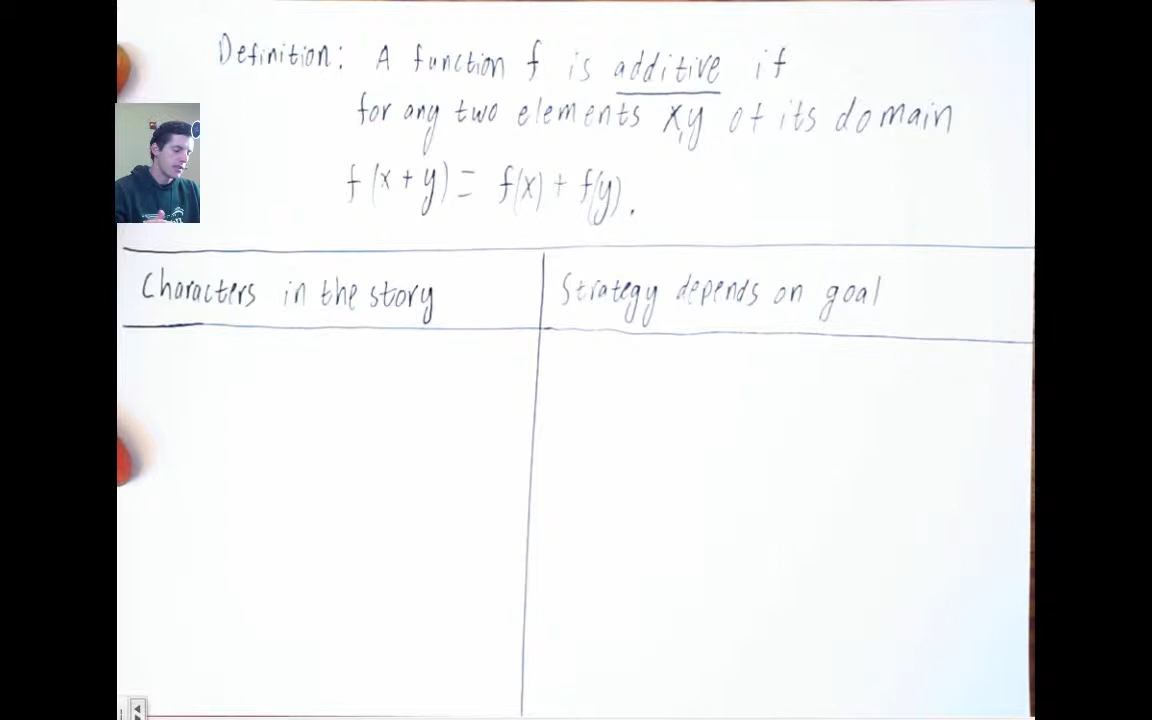 Definition: A function f is additive if
for any two elements x,y of its domain
f(x + y) = f(x) + f(y).
Characters in the story
Strategy depends on goal